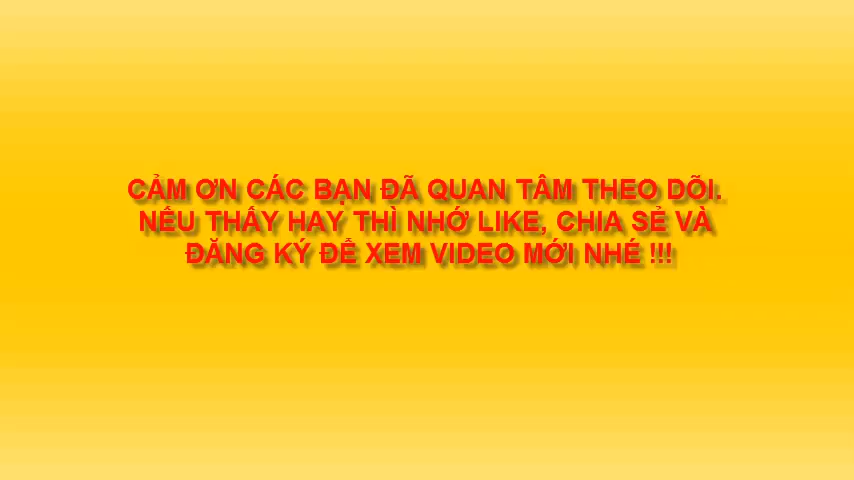 CẢM ƠN CÁC BẠN ĐÃ QUAN TÂM THEO DÕI.
NẾU THẤY HAY THÌ NHỚ LIKE, CHIA SẺ VÀ
ĐĂNG KÝ ĐỂ XEM VIDEO MỚI NHÉ !!!